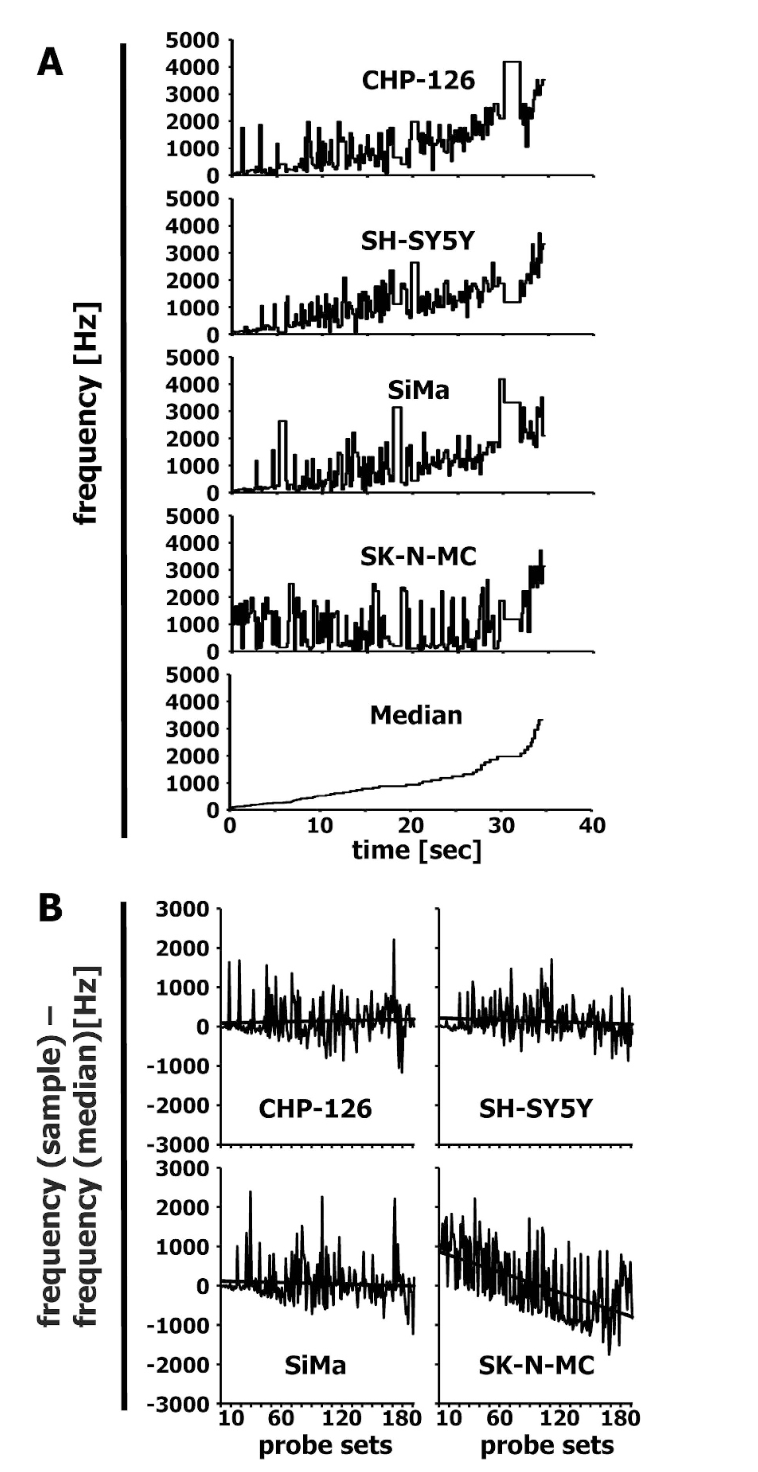 A
5000
4000
3000
2000
1000
0
CHP-126
5000
4000
3000
2000
1000
0
SH-SY5Y
5000
4000
3000
2000
1000
0
SiMa
5000
4000
3000
2000
1000
0
SK-N-MC
5000
4000
3000
2000
1000
0
Median
0 10 20 30 40
time [sec]
frequency [Hz]
B
3000
2000
1000
0
-1000
-2000
-3000
CHP-126
SH-SY5Y
3000
2000
1000
0
-1000
-2000
-3000
SiMa
SK-N-MC
10 60 120 180
10 60 120 180
probe sets
probe sets
frequency (sample) –
frequency (median)[Hz]